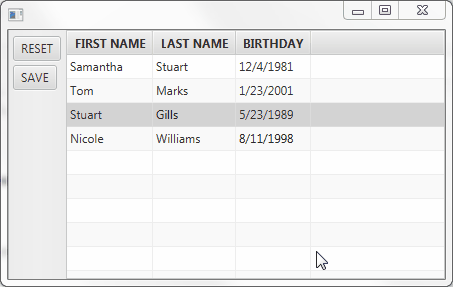 RESET
SAVE
FIRST NAME LAST NAME BIRTHDAY
Samantha Stuart 12/4/1981
Tom Marks 1/23/2001
Stuart Gills 5/23/1989
Nicole Williams 8/11/1998